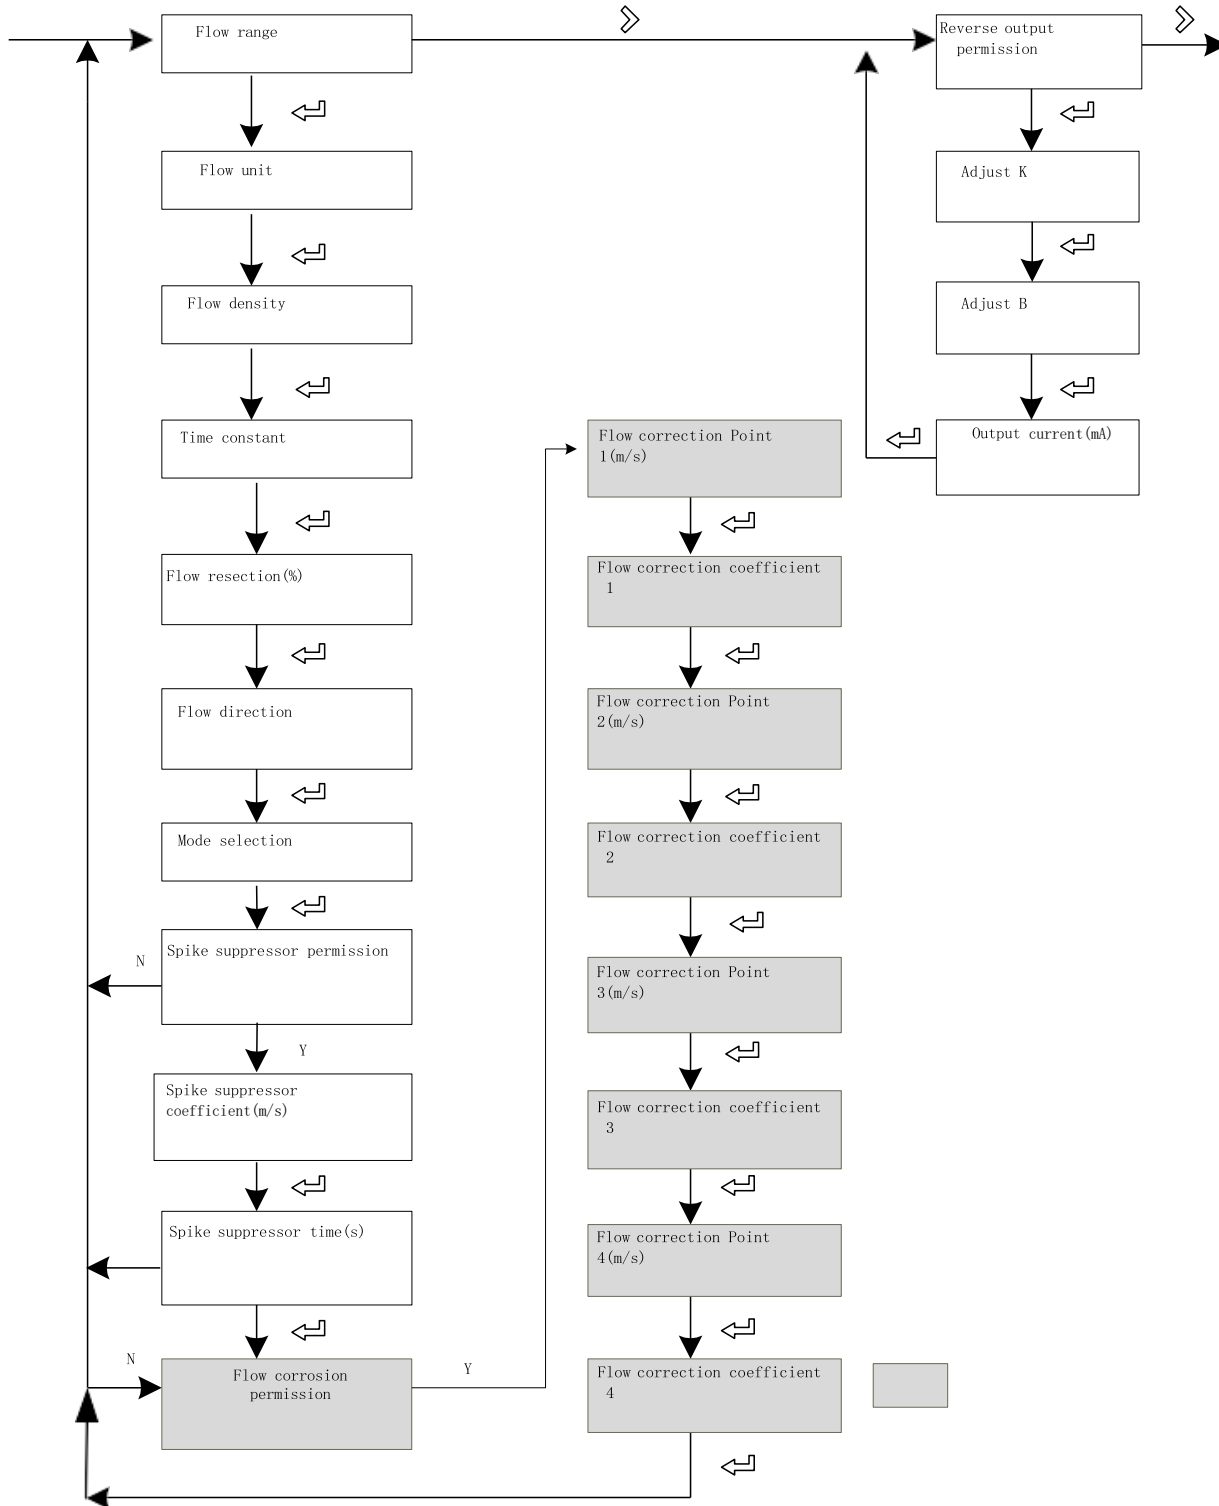 Flow range
Flow unit
Flow density
Time constant
Flow resection(%)
Flow direction
Mode selection
Spike suppressor permission
N
Y
Spike suppressor
coefficient(m/s)
Spike suppressor time(s)
N
Flow corrosion
permission
Y
Flow correction Point
1(m/s)
Flow correction coefficient
1
Flow correction Point
2(m/s)
Flow correction coefficient
2
Flow correction Point
3(m/s)
Flow correction coefficient
3
Flow correction Point
4(m/s)
Flow correction coefficient
4
Reverse output
permission
Adjust K
Adjust B
Output current(mA)